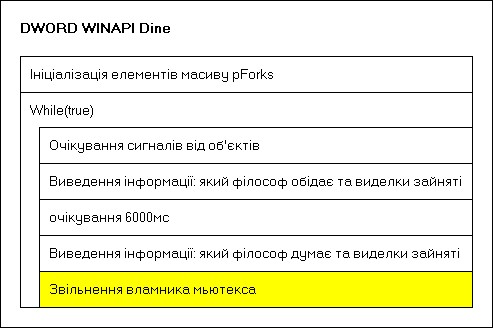 DWORD WINAPI Dine
Ініціалізація елементів масиву pForks
While(true)
Очікування сигналів від об'єктів
Виведення інформації: який філософ обідає та виделки зайняті
очікування 6000мс
Виведення інформації: який філософ думає та виделки зайняті
Звільнення вламника мьютекса